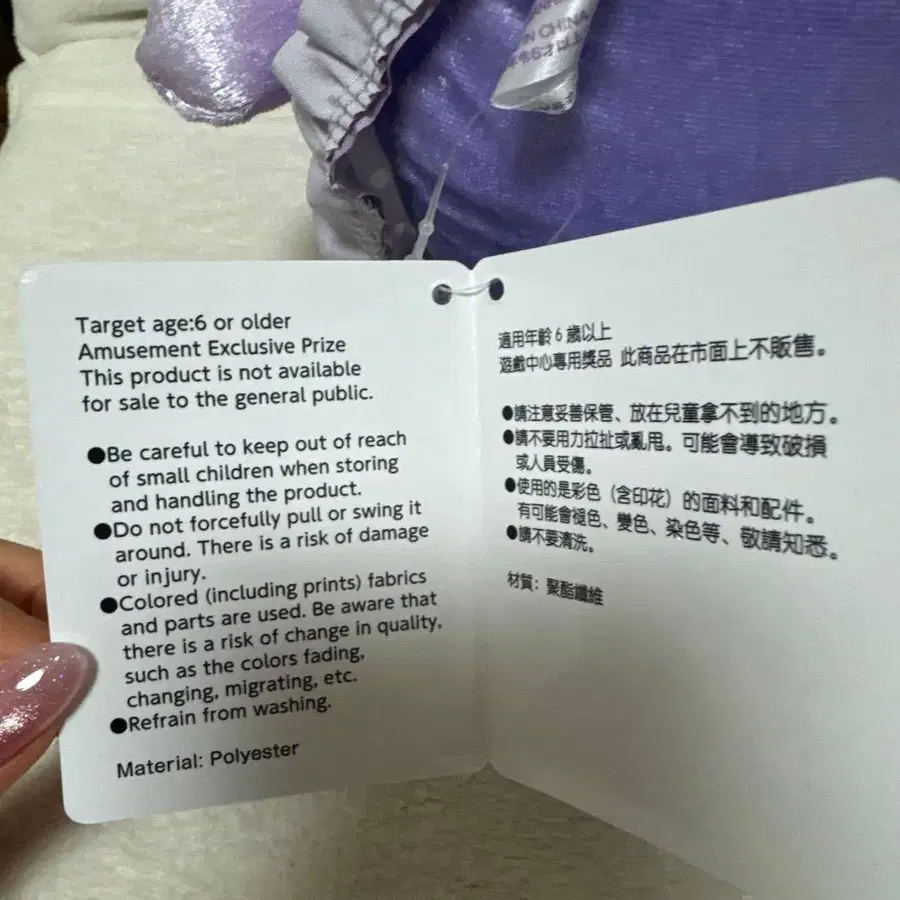 IN CHINA
Target age:6 or older
Amusement Exclusive Prize
This product is not available
for sale to the general public.
●Be careful to keep out of reach
of small children when storing
and handling the product.
●Do not forcefully pull or swing it
around. There is a risk of damage
or injury.
●Colored (including prints) fabrics
and parts are used. Be aware that
there is a risk of change in quality,
such as the colors fading,
changing, migrating, etc.
●Refrain from washing.
Material: Polyester
適用年齡6歲以上
遊戲中心專用獎品 此商品在市面上不販售。
●請注意妥善保管、放在兒童拿不到的地方。
●請不要用力拉扯或亂甩。可能會導致破損
或人員受傷。
●使用的是彩色（含印花）的面料和配件。
有可能會褪色、變色、染色等、敬請知悉。
●請不要清洗。
材質：聚酯纖維